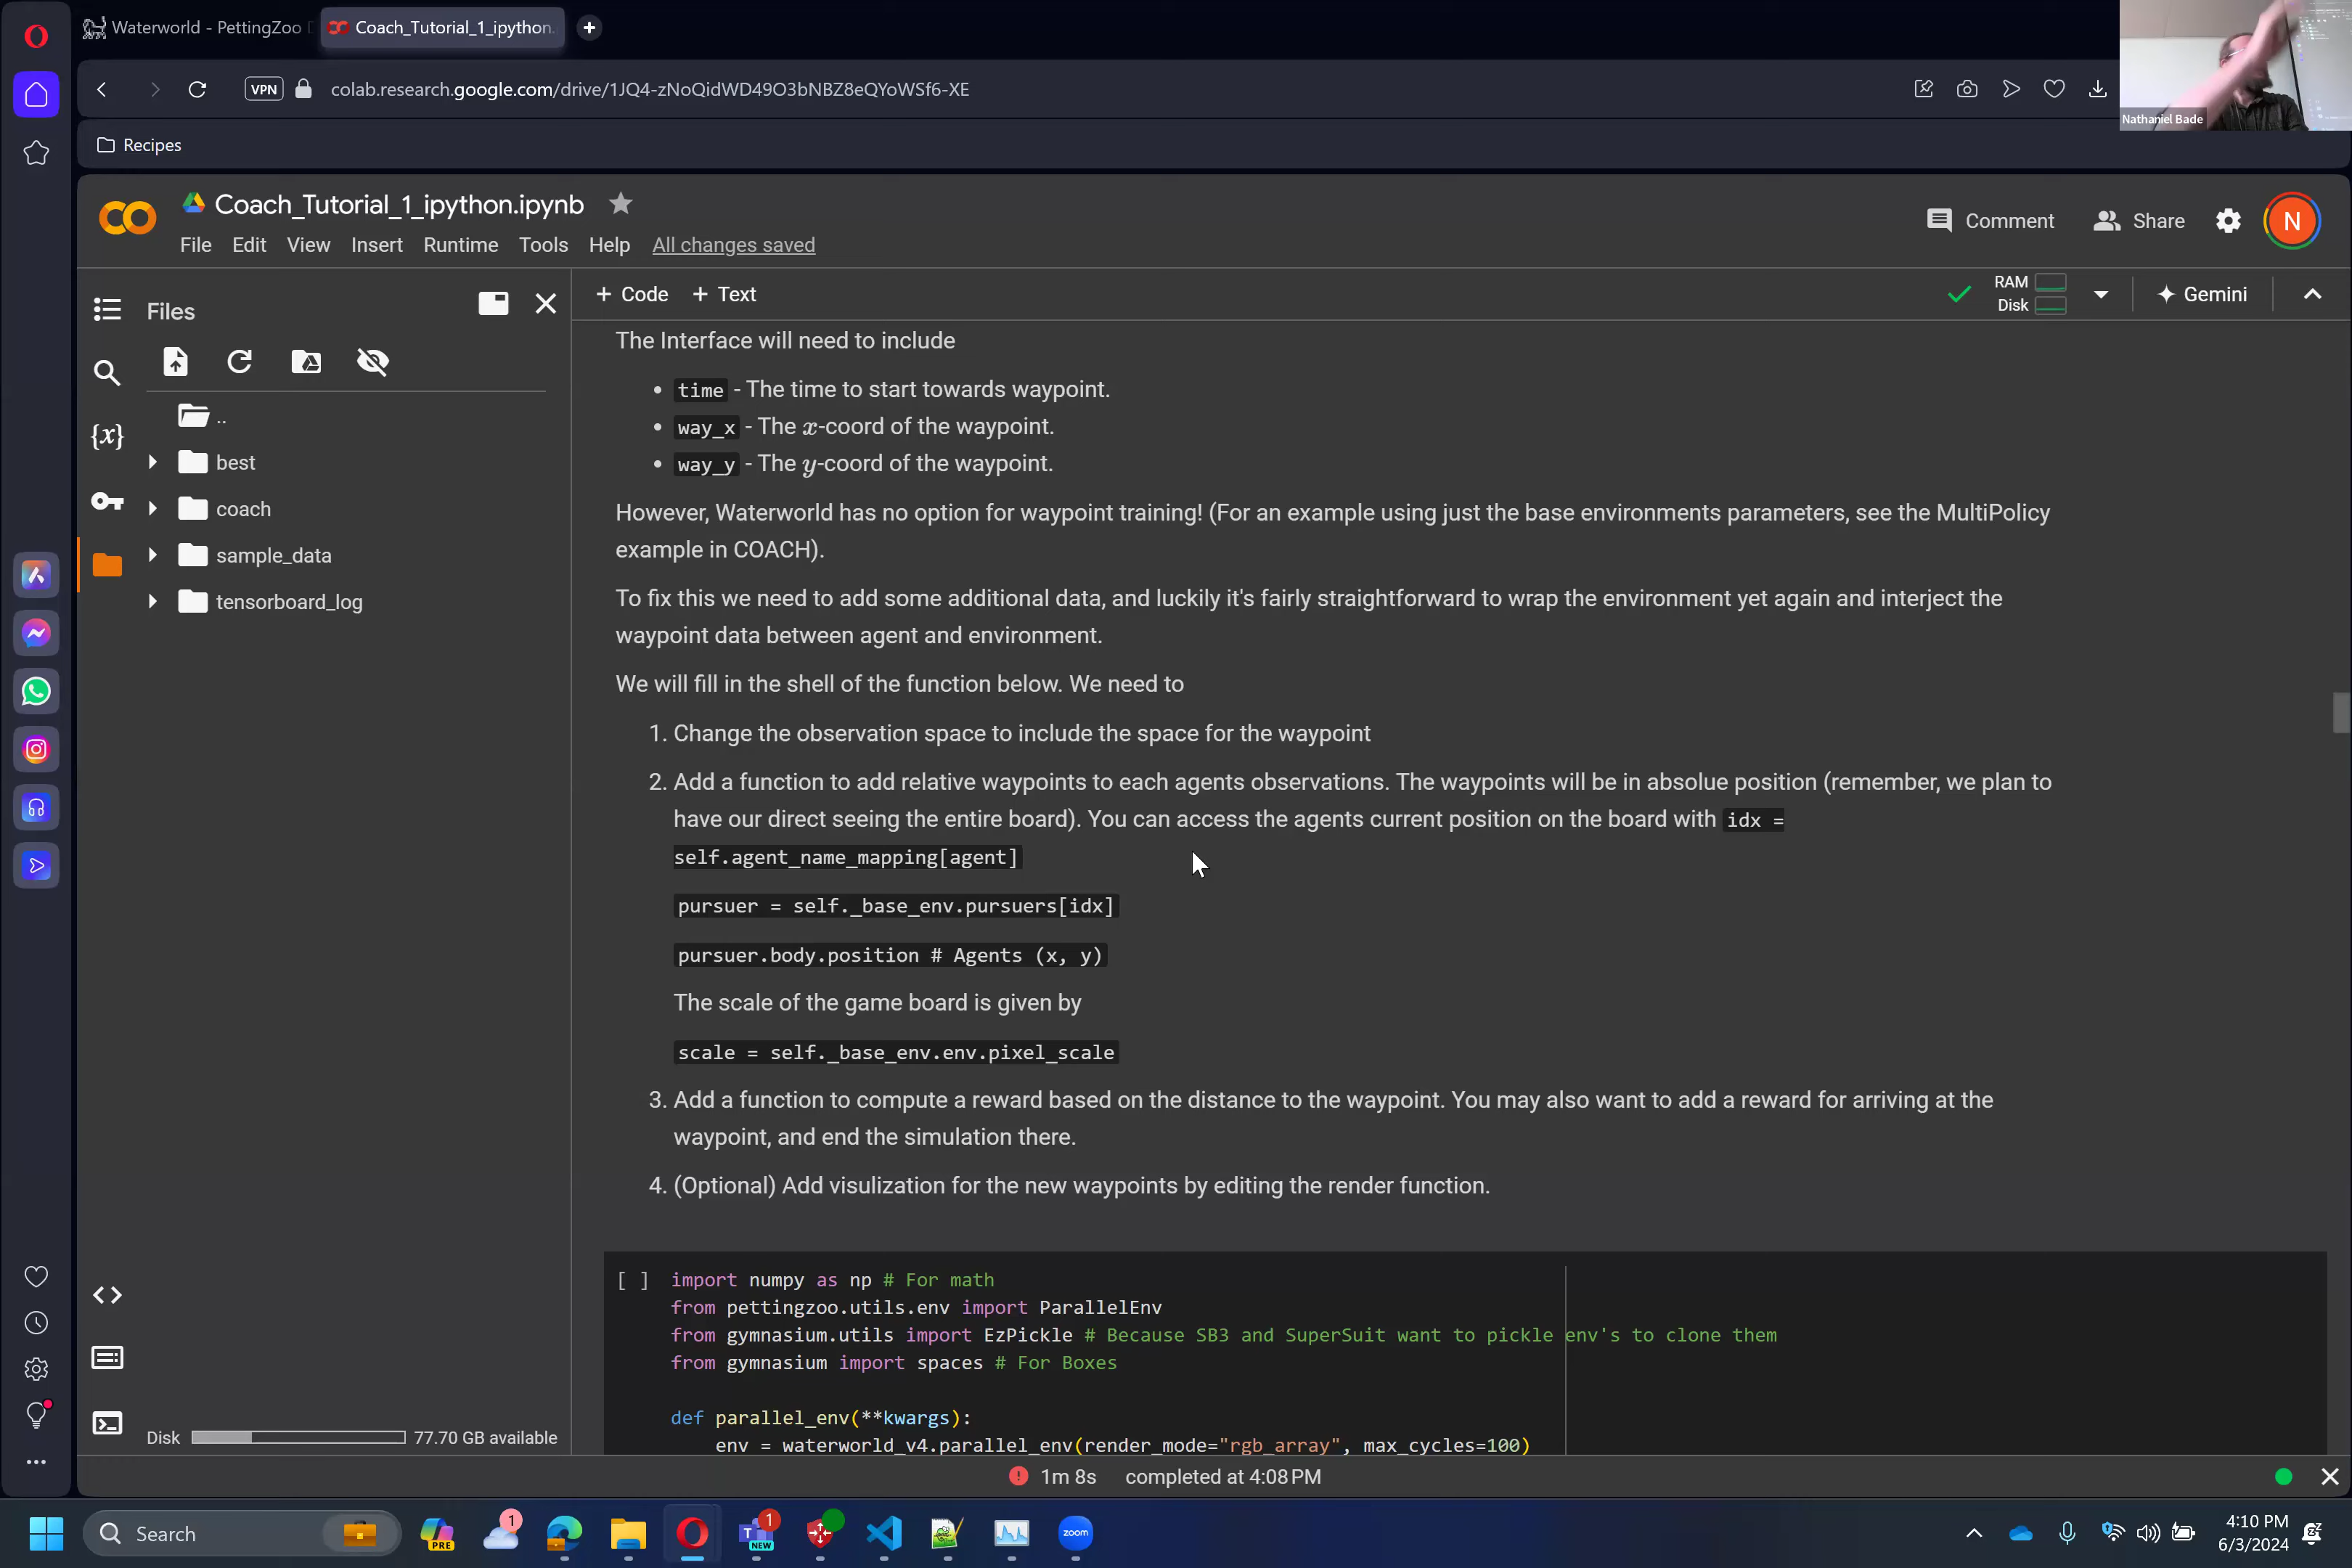 Waterworld - PettingZoo
Coach_Tutorial_1_ipython.
VPN
colab.research.google.com/drive/1JQ4-zNoQidWD49O3bNBZ8eQYoWSf6-XE
Nathaniel Bade
Recipes
Coach_Tutorial_1_ipython.ipynb
File Edit View Insert Runtime Tools Help All changes saved
Comment
Share
N
Files
+ Code + Text
RAM
Disk
Gemini
..
best
coach
sample_data
tensorboard_log
{x}
The Interface will need to include
• time - The time to start towards waypoint.
• way_x - The x-coord of the waypoint.
• way_y - The y-coord of the waypoint.
However, Waterworld has no option for waypoint training! (For an example using just the base environments parameters, see the MultiPolicy
example in COACH).
To fix this we need to add some additional data, and luckily it's fairly straightforward to wrap the environment yet again and interject the
waypoint data between agent and environment.
We will fill in the shell of the function below. We need to
1. Change the observation space to include the space for the waypoint
2. Add a function to add relative waypoints to each agents observations. The waypoints will be in absolue position (remember, we plan to
have our direct seeing the entire board). You can access the agents current position on the board with idx =
self.agent_name_mapping[agent]
pursuer = self._base_env.pursuers[idx]
pursuer.body.position # Agents (x, y)
The scale of the game board is given by
scale = self._base_env.env.pixel_scale
3. Add a function to compute a reward based on the distance to the waypoint. You may also want to add a reward for arriving at the
waypoint, and end the simulation there.
4. (Optional) Add visulization for the new waypoints by editing the render function.
[ ] import numpy as np # For math
from pettingzoo.utils.env import ParallelEnv
from gymnasium.utils import EzPickle # Because SB3 and SuperSuit want to pickle env's to clone them
from gymnasium import spaces # For Boxes
def parallel_env(**kwargs):
env = waterworld_v4.parallel_env(render_mode="rgb_array", max_cycles=100)
Disk 77.70 GB available
1m 8s completed at 4:08 PM
Search
PRE
1
1
NEW
zoom
4:10 PM
6/3/2024